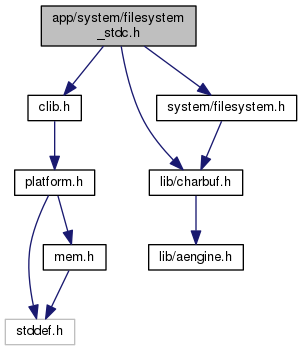 app/system/filesystem
_stdc.h
clib.h
system/filesystem.h
platform.h
lib/charbuf.h
mem.h
lib/aengine.h
stddef.h